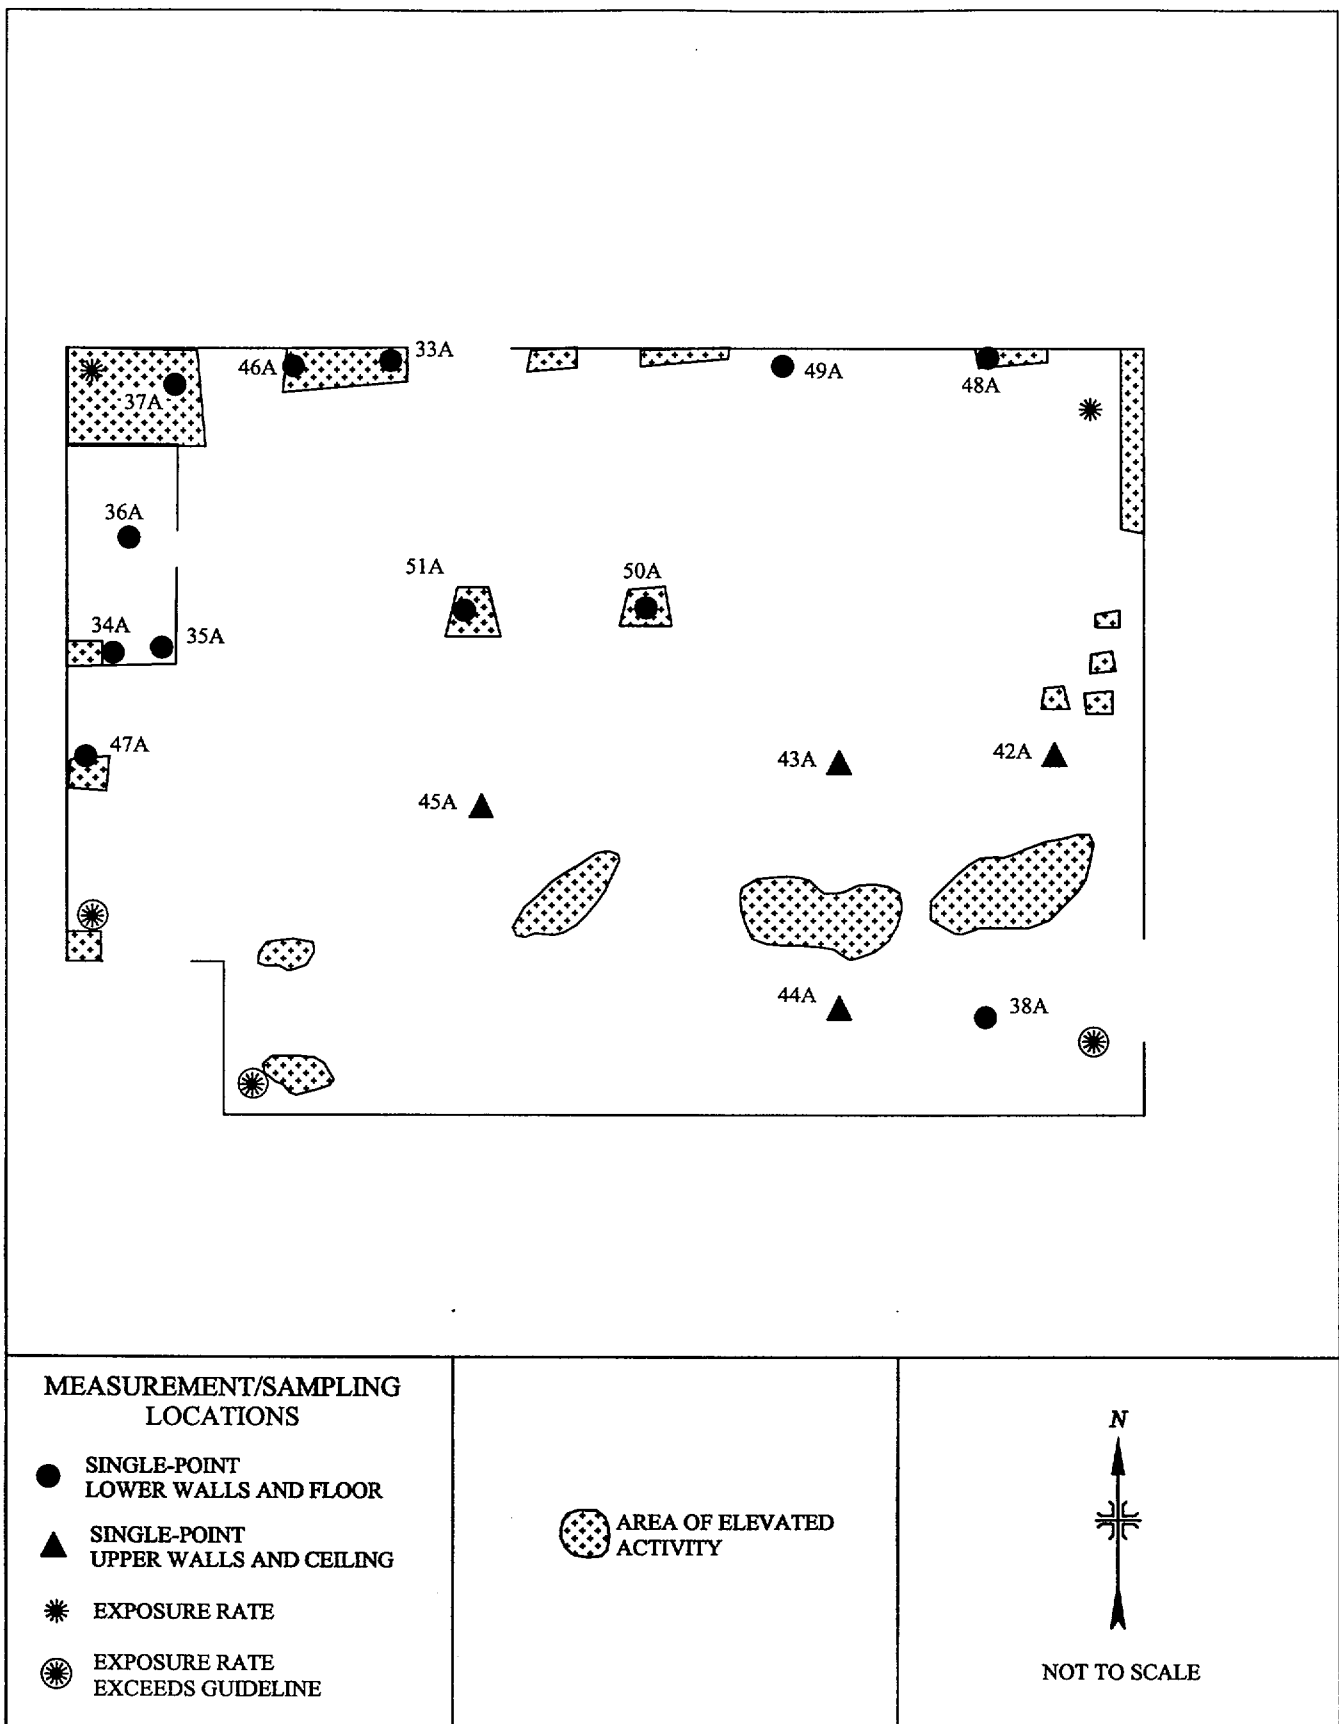 33A
46A
49A
48A
37A
36A
51A
50A
34A
35A
47A
43A
42A
45A
44A
38A
MEASUREMENT/SAMPLING
LOCATIONS
SINGLE-POINT
LOWER WALLS AND FLOOR
SINGLE-POINT
UPPER WALLS AND CEILING
EXPOSURE RATE
EXPOSURE RATE
EXCEEDS GUIDELINE
AREA OF ELEVATED
ACTIVITY
N
NOT TO SCALE